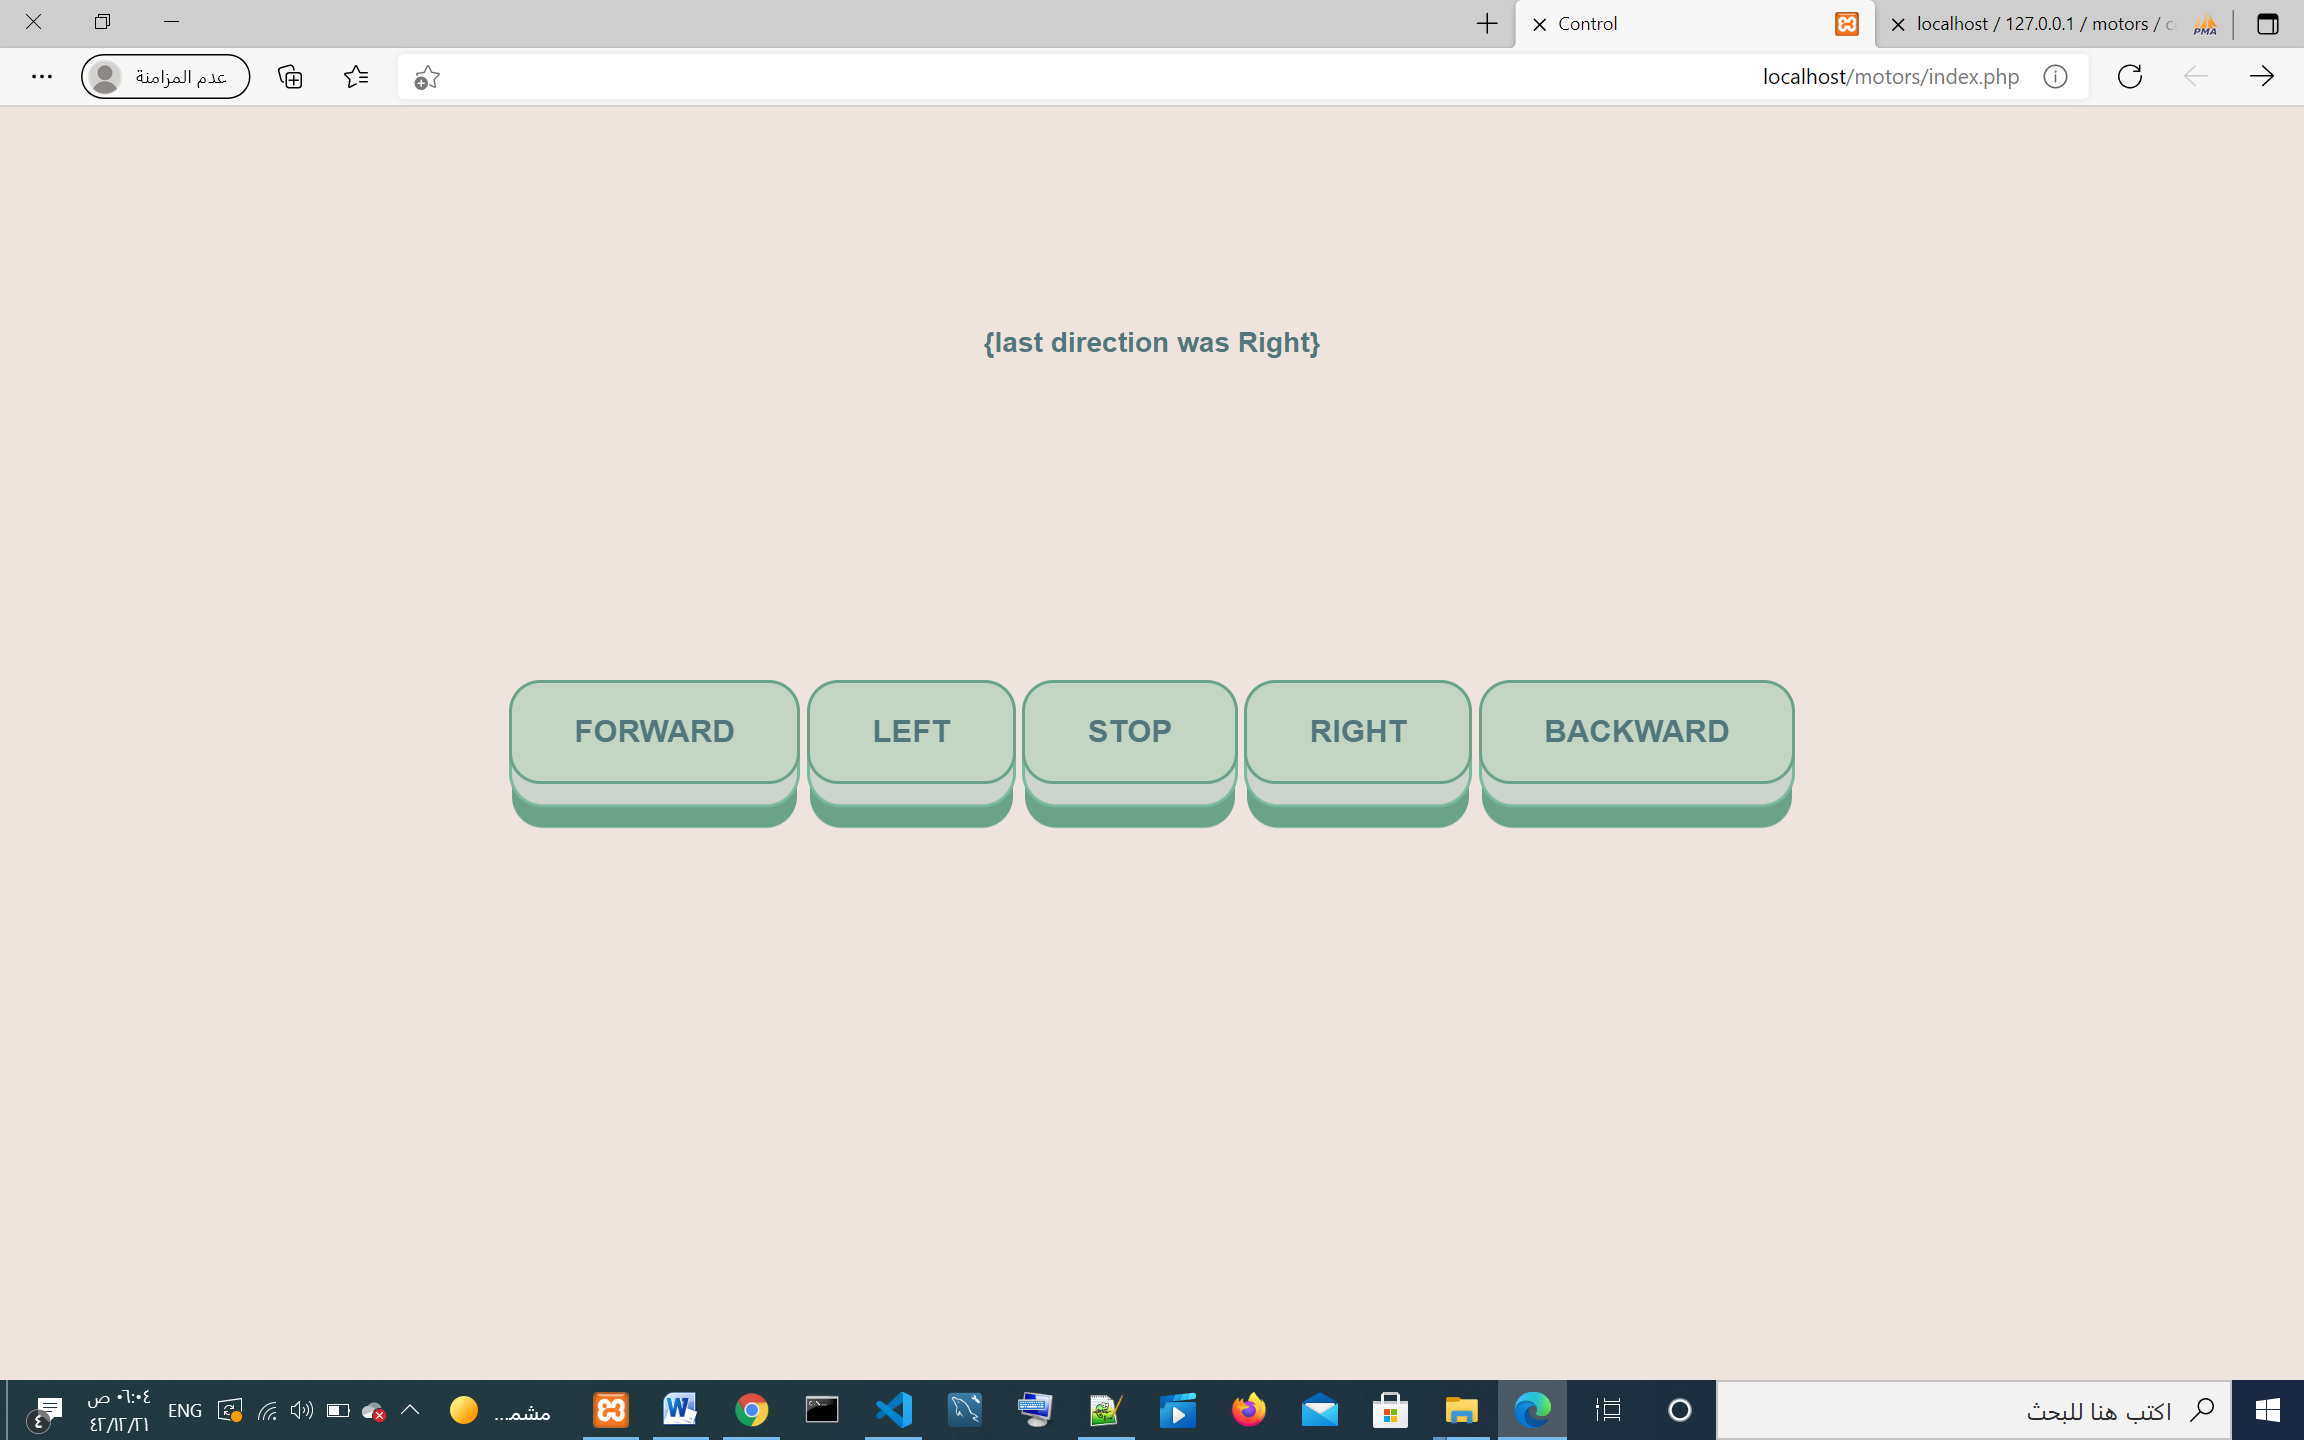 Control
localhost / 127.0.0.1 / motors /
عدم المزامنة
localhost/motors/index.php
{last direction was Right}
FORWARD
LEFT
STOP
RIGHT
BACKWARD
اكتب هنا للبحث
مشمـ...
ENG
٠٦:٠٤ ص
٤٢/١٢/٢١
٤